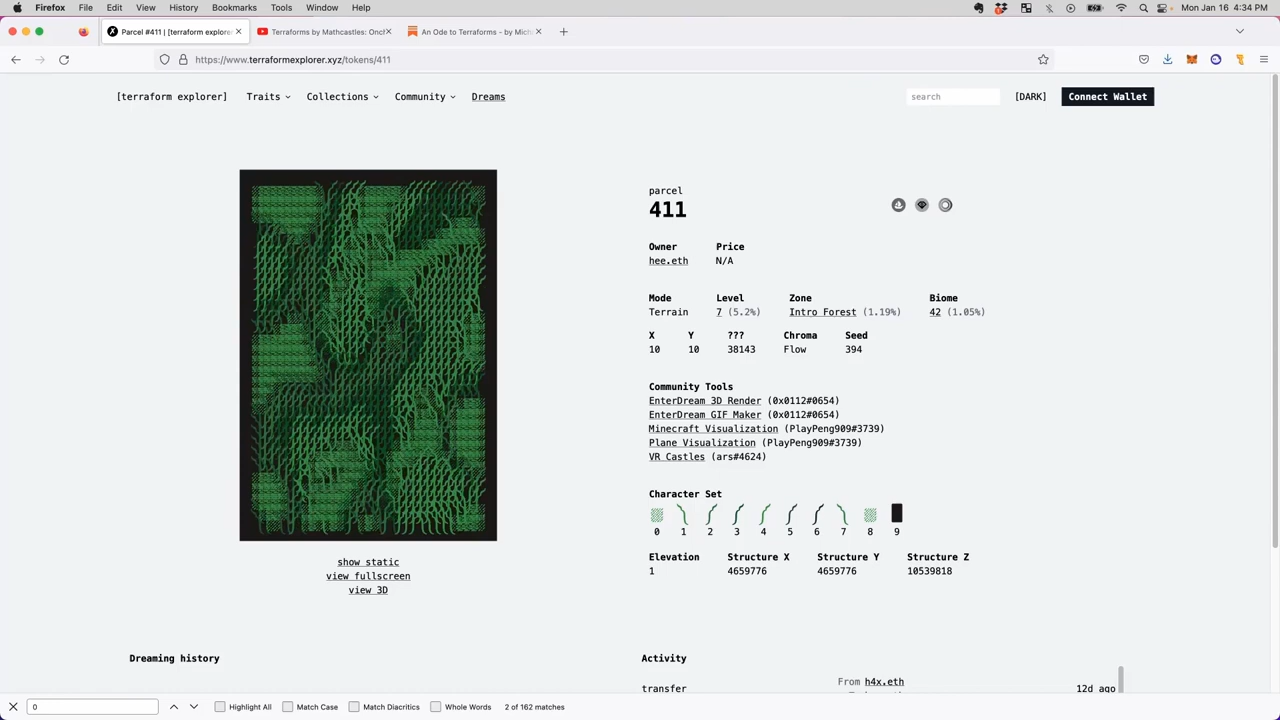 Firefox File Edit View History Bookmarks Tools Window Help Mon Jan 16 4:34 PM
Parcel #411 | [terraform explorer Terraforms by Mathcastles: Oncl An Ode to Terraforms - by Mich
https://www.terraformexplorer.xyz/tokens/411
[terraform explorer] Traits Collections Community Dreams search [DARK] Connect Wallet
parcel
411
Owner Price
hee.eth N/A
Mode Level Zone Biome
Terrain 7 (5.2%) Intro Forest (1.19%) 42 (1.05%)
X Y ??? Chroma Seed
10 10 38143 Flow 394
Community Tools
EnterDream 3D Render (0x0112#0654)
EnterDream GIF Maker (0x0112#0654)
Minecraft Visualization (PlayPeng909#3739)
Plane Visualization (PlayPeng909#3739)
VR Castles (ars#4624)
Character Set
0 1 2 3 4 5 6 7 8 9
Elevation Structure X Structure Y Structure Z
1 4659776 4659776 10539818
show static
view fullscreen
view 3D
Dreaming history Activity
From h4x.eth
transfer 12d ago
0 Highlight All Match Case Match Diacritics Whole Words 2 of 162 matches